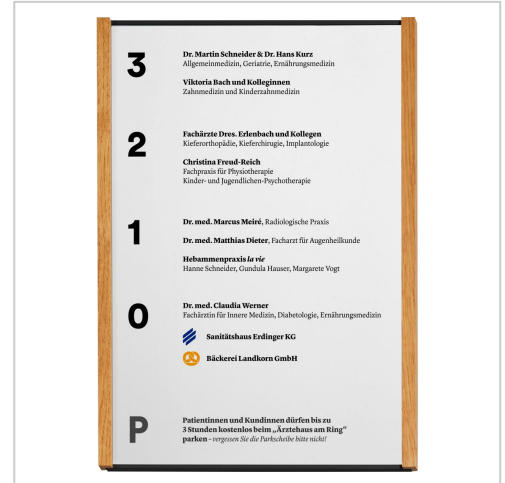 3
Dr. Martin Schneider & Dr. Hans Kurz
Allgemeinmedizin, Geriatrie, Ernährungsmedizin
Viktoria Bach und Kolleginnen
Zahnmedizin und Kinderzahnmedizin
2
Fachärzte Dres. Erlenbach und Kollegen
Kieferorthopädie, Kieferchirugie, Implantologie
Christina Freud-Reich
Fachpraxis für Physiotherapie
Kinder- und Jugendlichen-Psychotherapie
1
Dr. med. Marcus Meiré, Radiologische Praxis
Dr. med. Matthias Dieter, Facharzt für Augenheilkunde
Hebammenpraxis la vie
Hanne Schneider, Gundula Hauser, Margarete Vogt
0
Dr. med. Claudia Werner
Fachärztin für Innere Medizin, Diabetologie, Ernährungsmedizin
Sanitätshaus Erdinger KG
Bäckerei Landkorn GmbH
P
Patientinnen und Kundinnen dürfen bis zu
3 Stunden kostenlos beim „Ärztehaus am Ring“
parken – vergessen Sie die Parkscheibe bitte nicht!